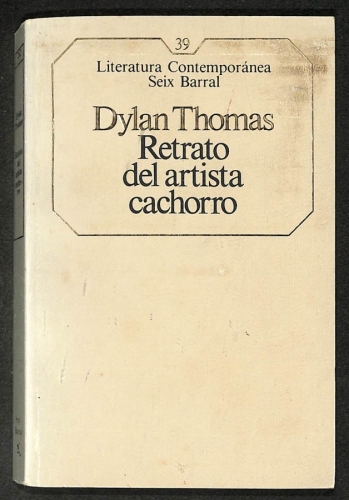 39
Literatura Contemporánea
Seix Barral
Dylan Thomas
Retrato
del artista
cachorro